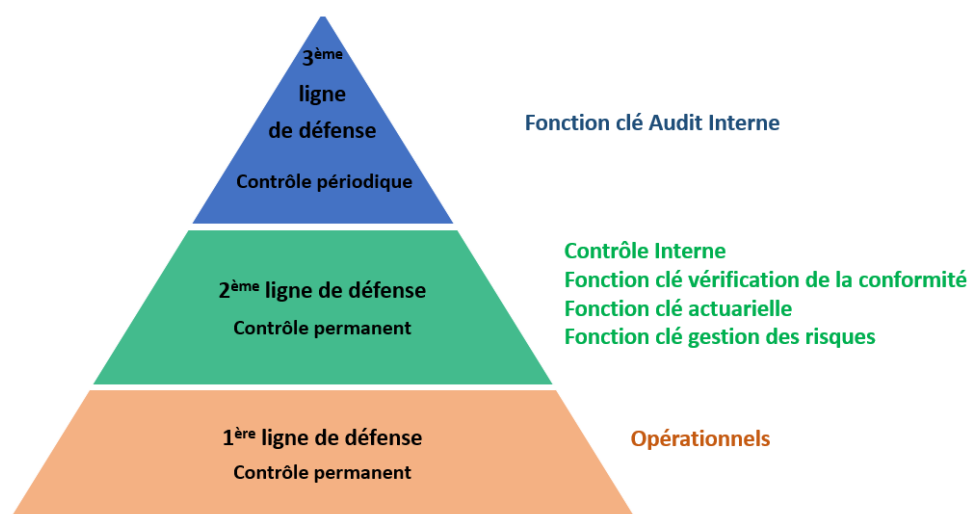 3ème
ligne
de défense
Contrôle périodique
Fonction clé Audit Interne
2ème ligne de défense
Contrôle permanent
Contrôle Interne
Fonction clé vérification de la conformité
Fonction clé actuarielle
Fonction clé gestion des risques
1ère ligne de défense
Contrôle permanent
Opérationnels